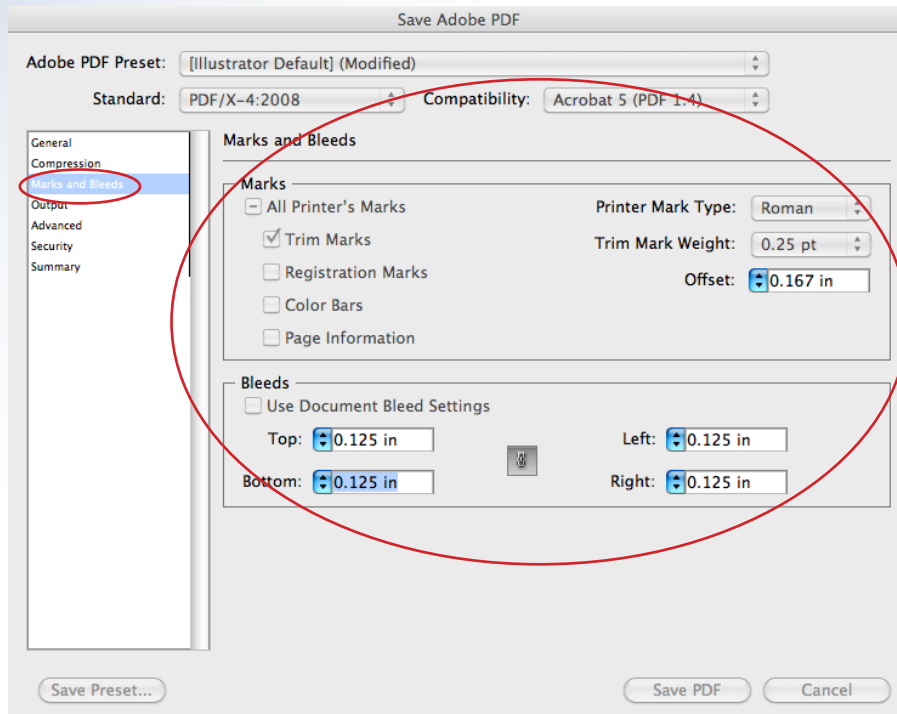 Save Adobe PDF
Adobe PDF Preset: [Illustrator Default] (Modified)
Standard: PDF/X-4:2008 Compatibility: Acrobat 5 (PDF 1.4)
General
Compression
Marks and Bleeds
Output
Advanced
Security
Summary
Marks and Bleeds
Marks
All Printer's Marks
Trim Marks
Registration Marks
Color Bars
Page Information
Printer Mark Type: Roman
Trim Mark Weight: 0.25 pt
Offset: 0.167 in
Bleeds
Use Document Bleed Settings
Top: 0.125 in Left: 0.125 in
Bottom: 0.125 in Right: 0.125 in
Save Preset... Save PDF Cancel